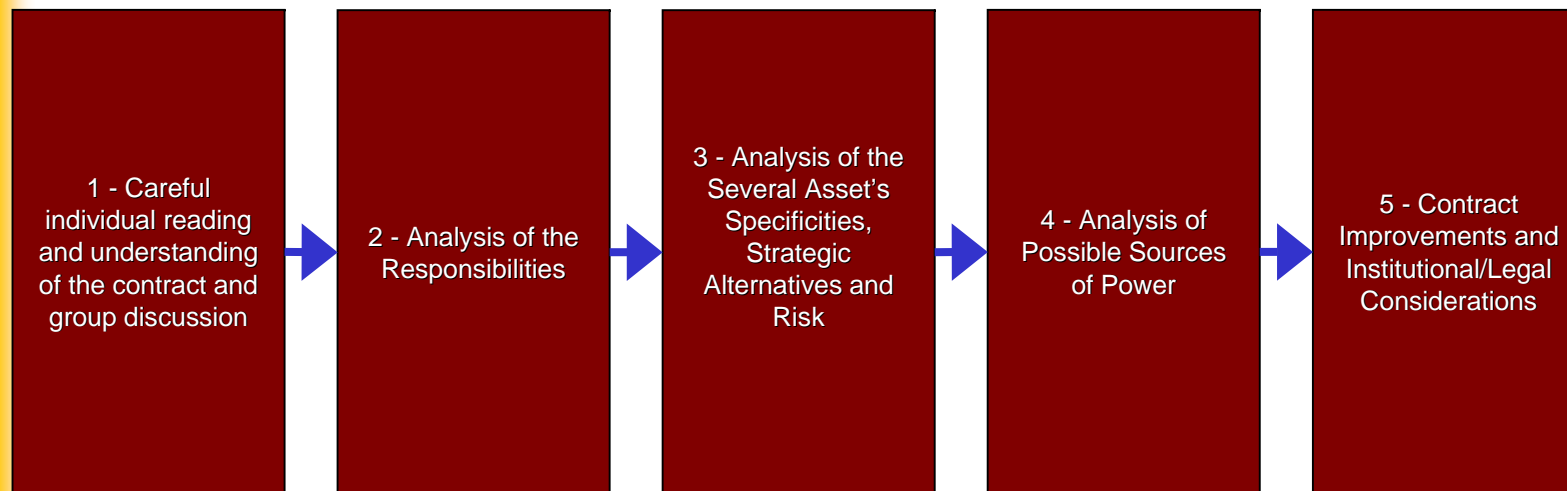 1 - Careful
individual reading
and understanding
of the contract and
group discussion
2 - Analysis of the
Responsibilities
3 - Analysis of the
Several Asset’s
Specificities,
Strategic
Alternatives and
Risk
4 - Analysis of
Possible Sources
of Power
5 - Contract
Improvements and
Institutional/Legal
Considerations